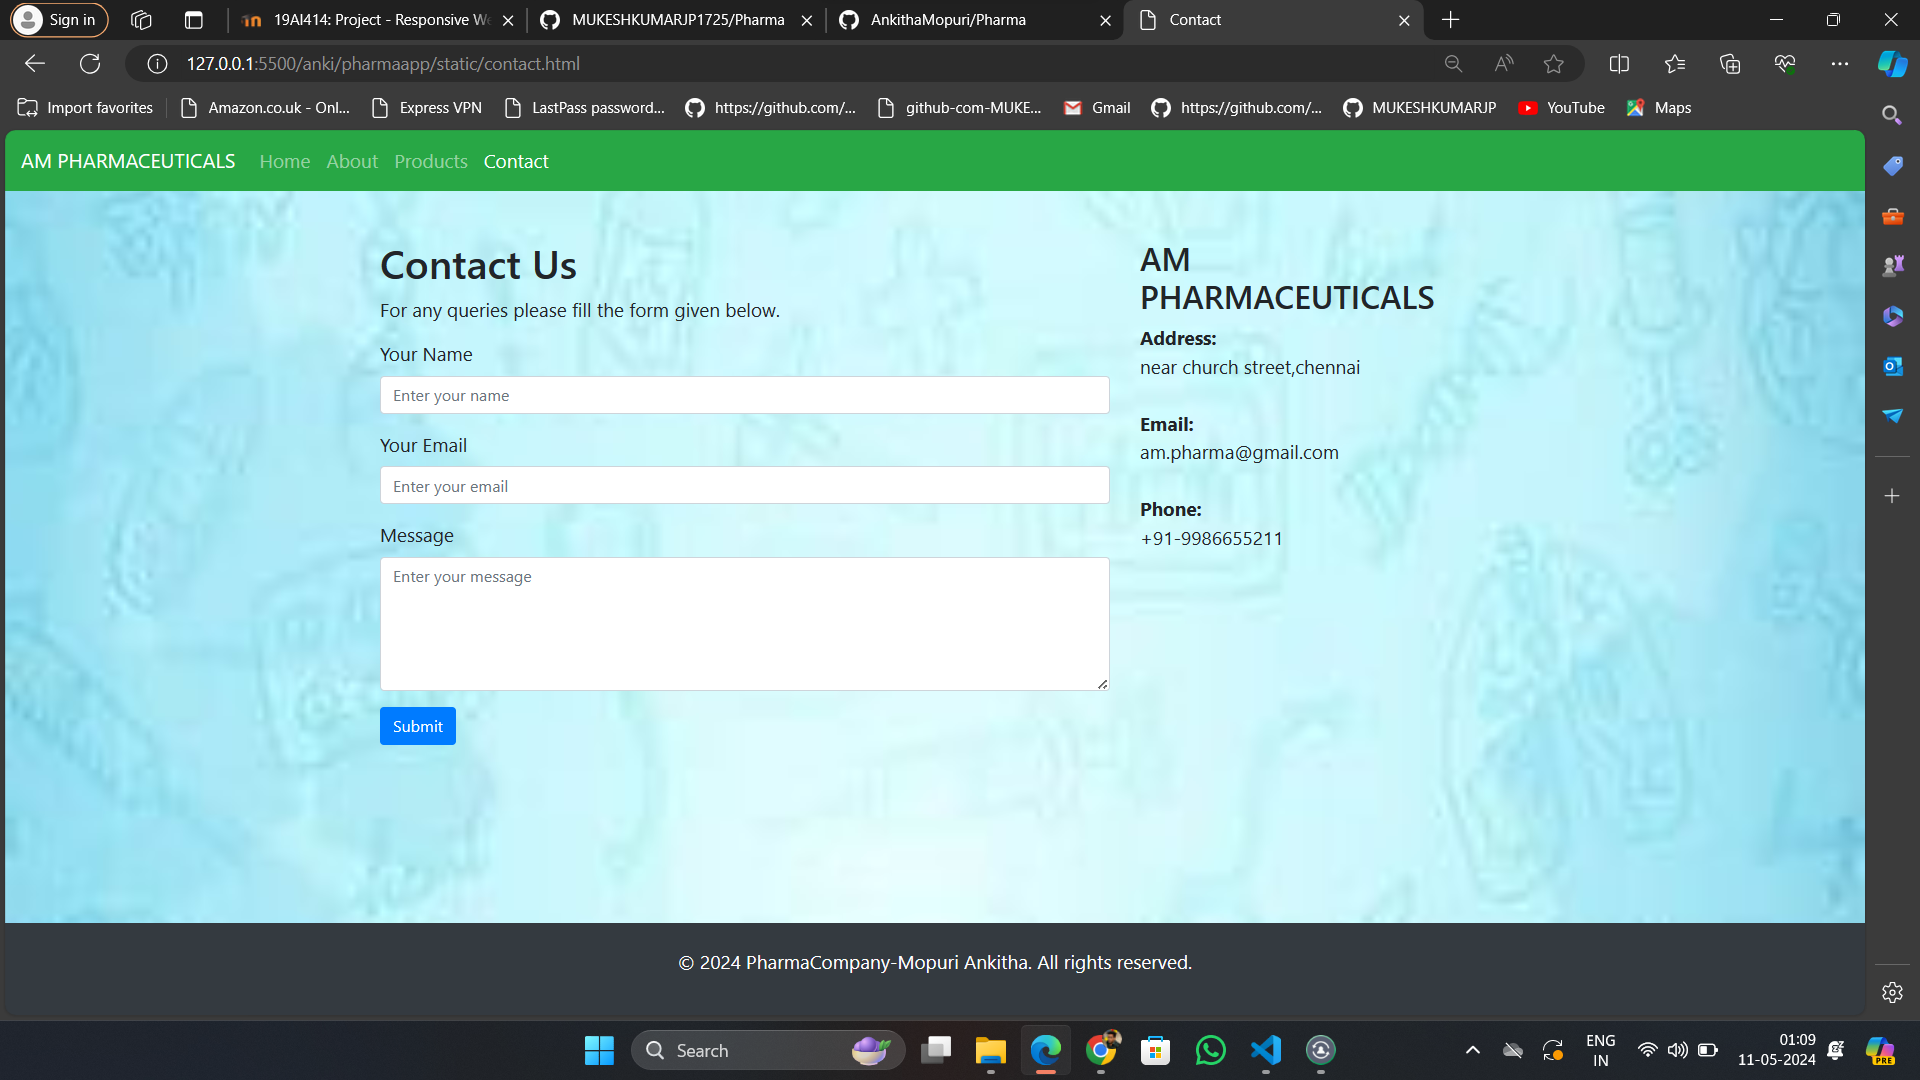 Sign in
19AI414: Project - Responsive We
MUKESHKUMARJP1725/Pharma
AnkithaMopuri/Pharma
Contact
127.0.0.1:5500/anki/pharmaapp/static/contact.html
Import favorites
Amazon.co.uk - Onl...
Express VPN
LastPass password...
https://github.com/...
github-com-MUKE...
Gmail
https://github.com/...
MUKESHKUMARJP
YouTube
Maps
AM PHARMACEUTICALS
Home
About
Products
Contact
Contact Us
For any queries please fill the form given below.
Your Name
Enter your name
Your Email
Enter your email
Message
Enter your message
Submit
AM
PHARMACEUTICALS
Address:
near church street,chennai
Email:
am.pharma@gmail.com
Phone:
+91-9986655211
© 2024 PharmaCompany-Mopuri Ankitha. All rights reserved.
Search
ENG
IN
01:09
11-05-2024
PRE